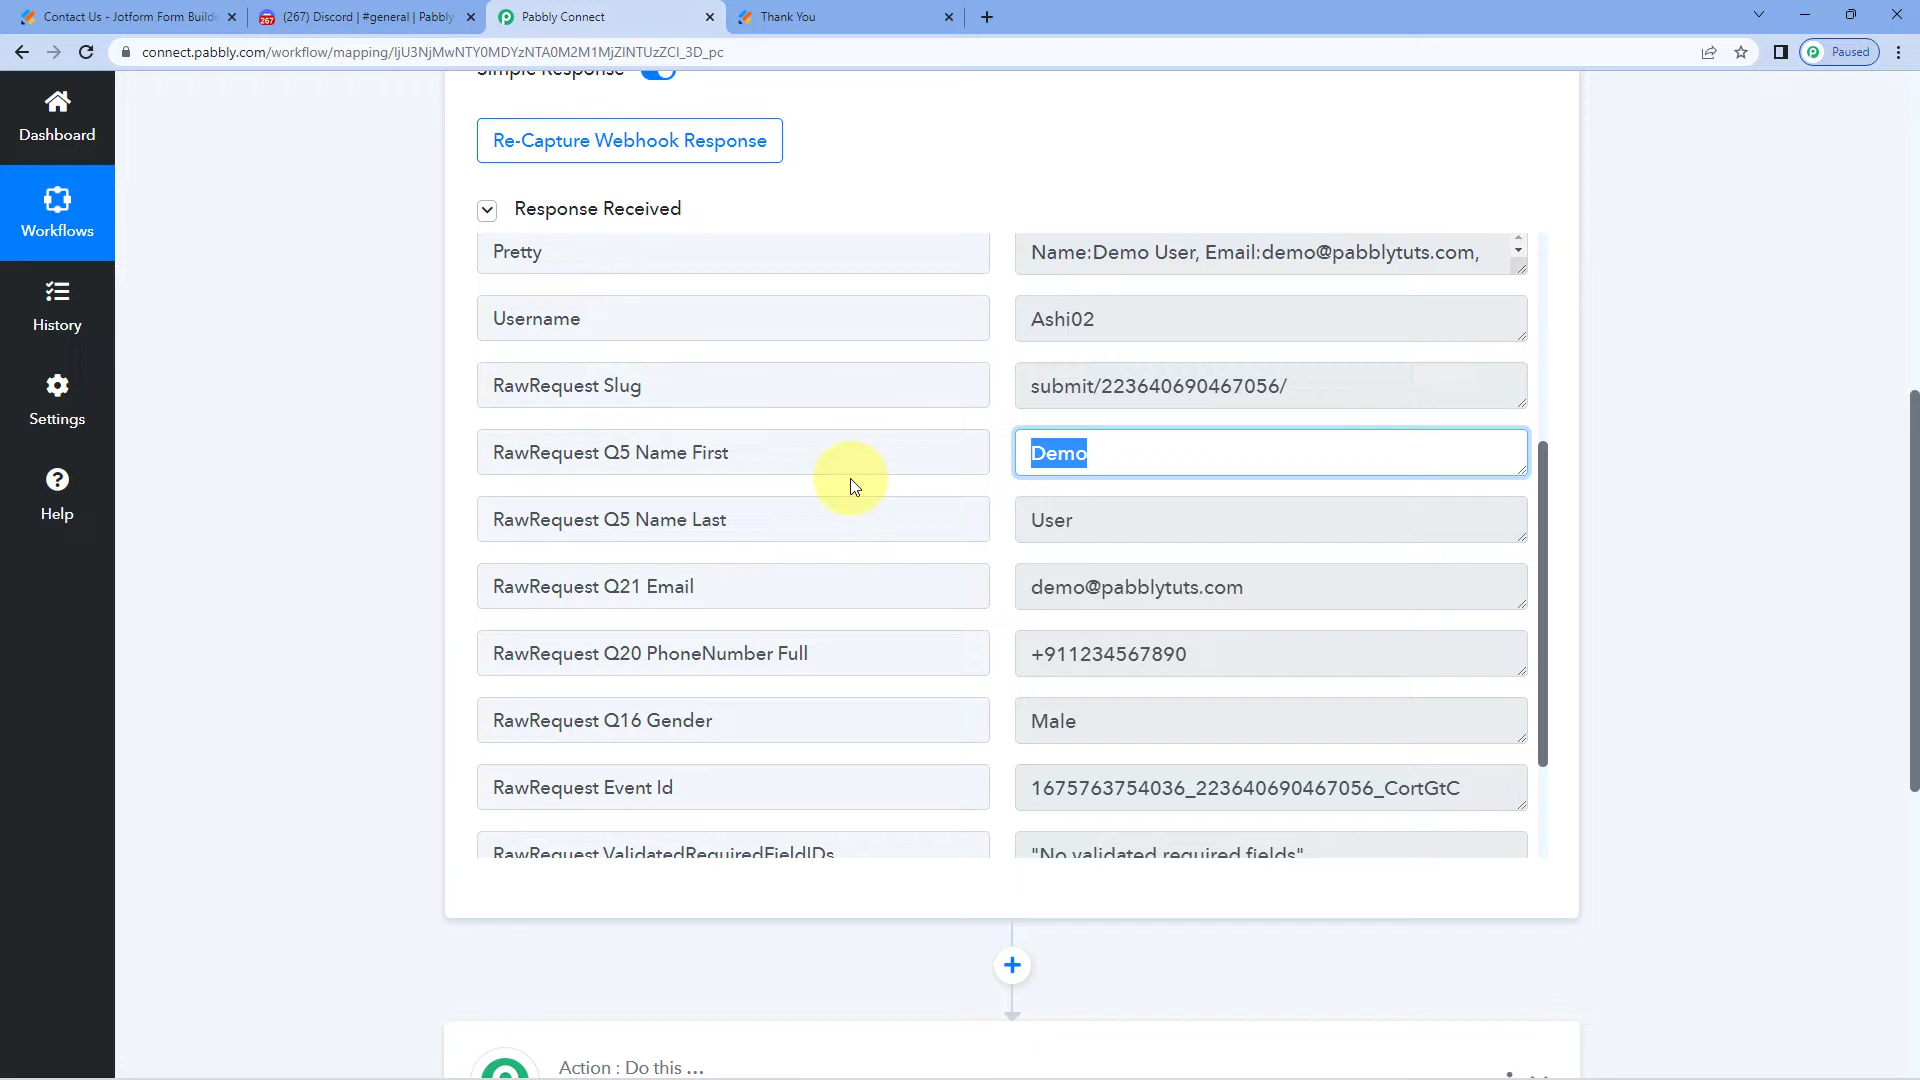 Contact Us - Jotform Form Builde
267
(267) Discord | #general | Pabbly
Pabbly Connect
Thank You
connect.pabbly.com/workflow/mapping/IjU3NjMwNTY0MDYzNTA0M2M1MjZlNTUzZCI_3D_pc
Paused
Dashboard
Workflows
History
Settings
Help
Simple Response
Re-Capture Webhook Response
Response Received
Pretty
Name:Demo User, Email:demo@pabblytuts.com,
Username
Ashi02
RawRequest Slug
submit/223640690467056/
RawRequest Q5 Name First
Demo
RawRequest Q5 Name Last
User
RawRequest Q21 Email
demo@pabblytuts.com
RawRequest Q20 PhoneNumber Full
+911234567890
RawRequest Q16 Gender
Male
RawRequest Event Id
1675763754036_223640690467056_CortGtC
RawRequest ValidatedRequiredFieldIDs
"No validated required fields"
Action : Do this ...